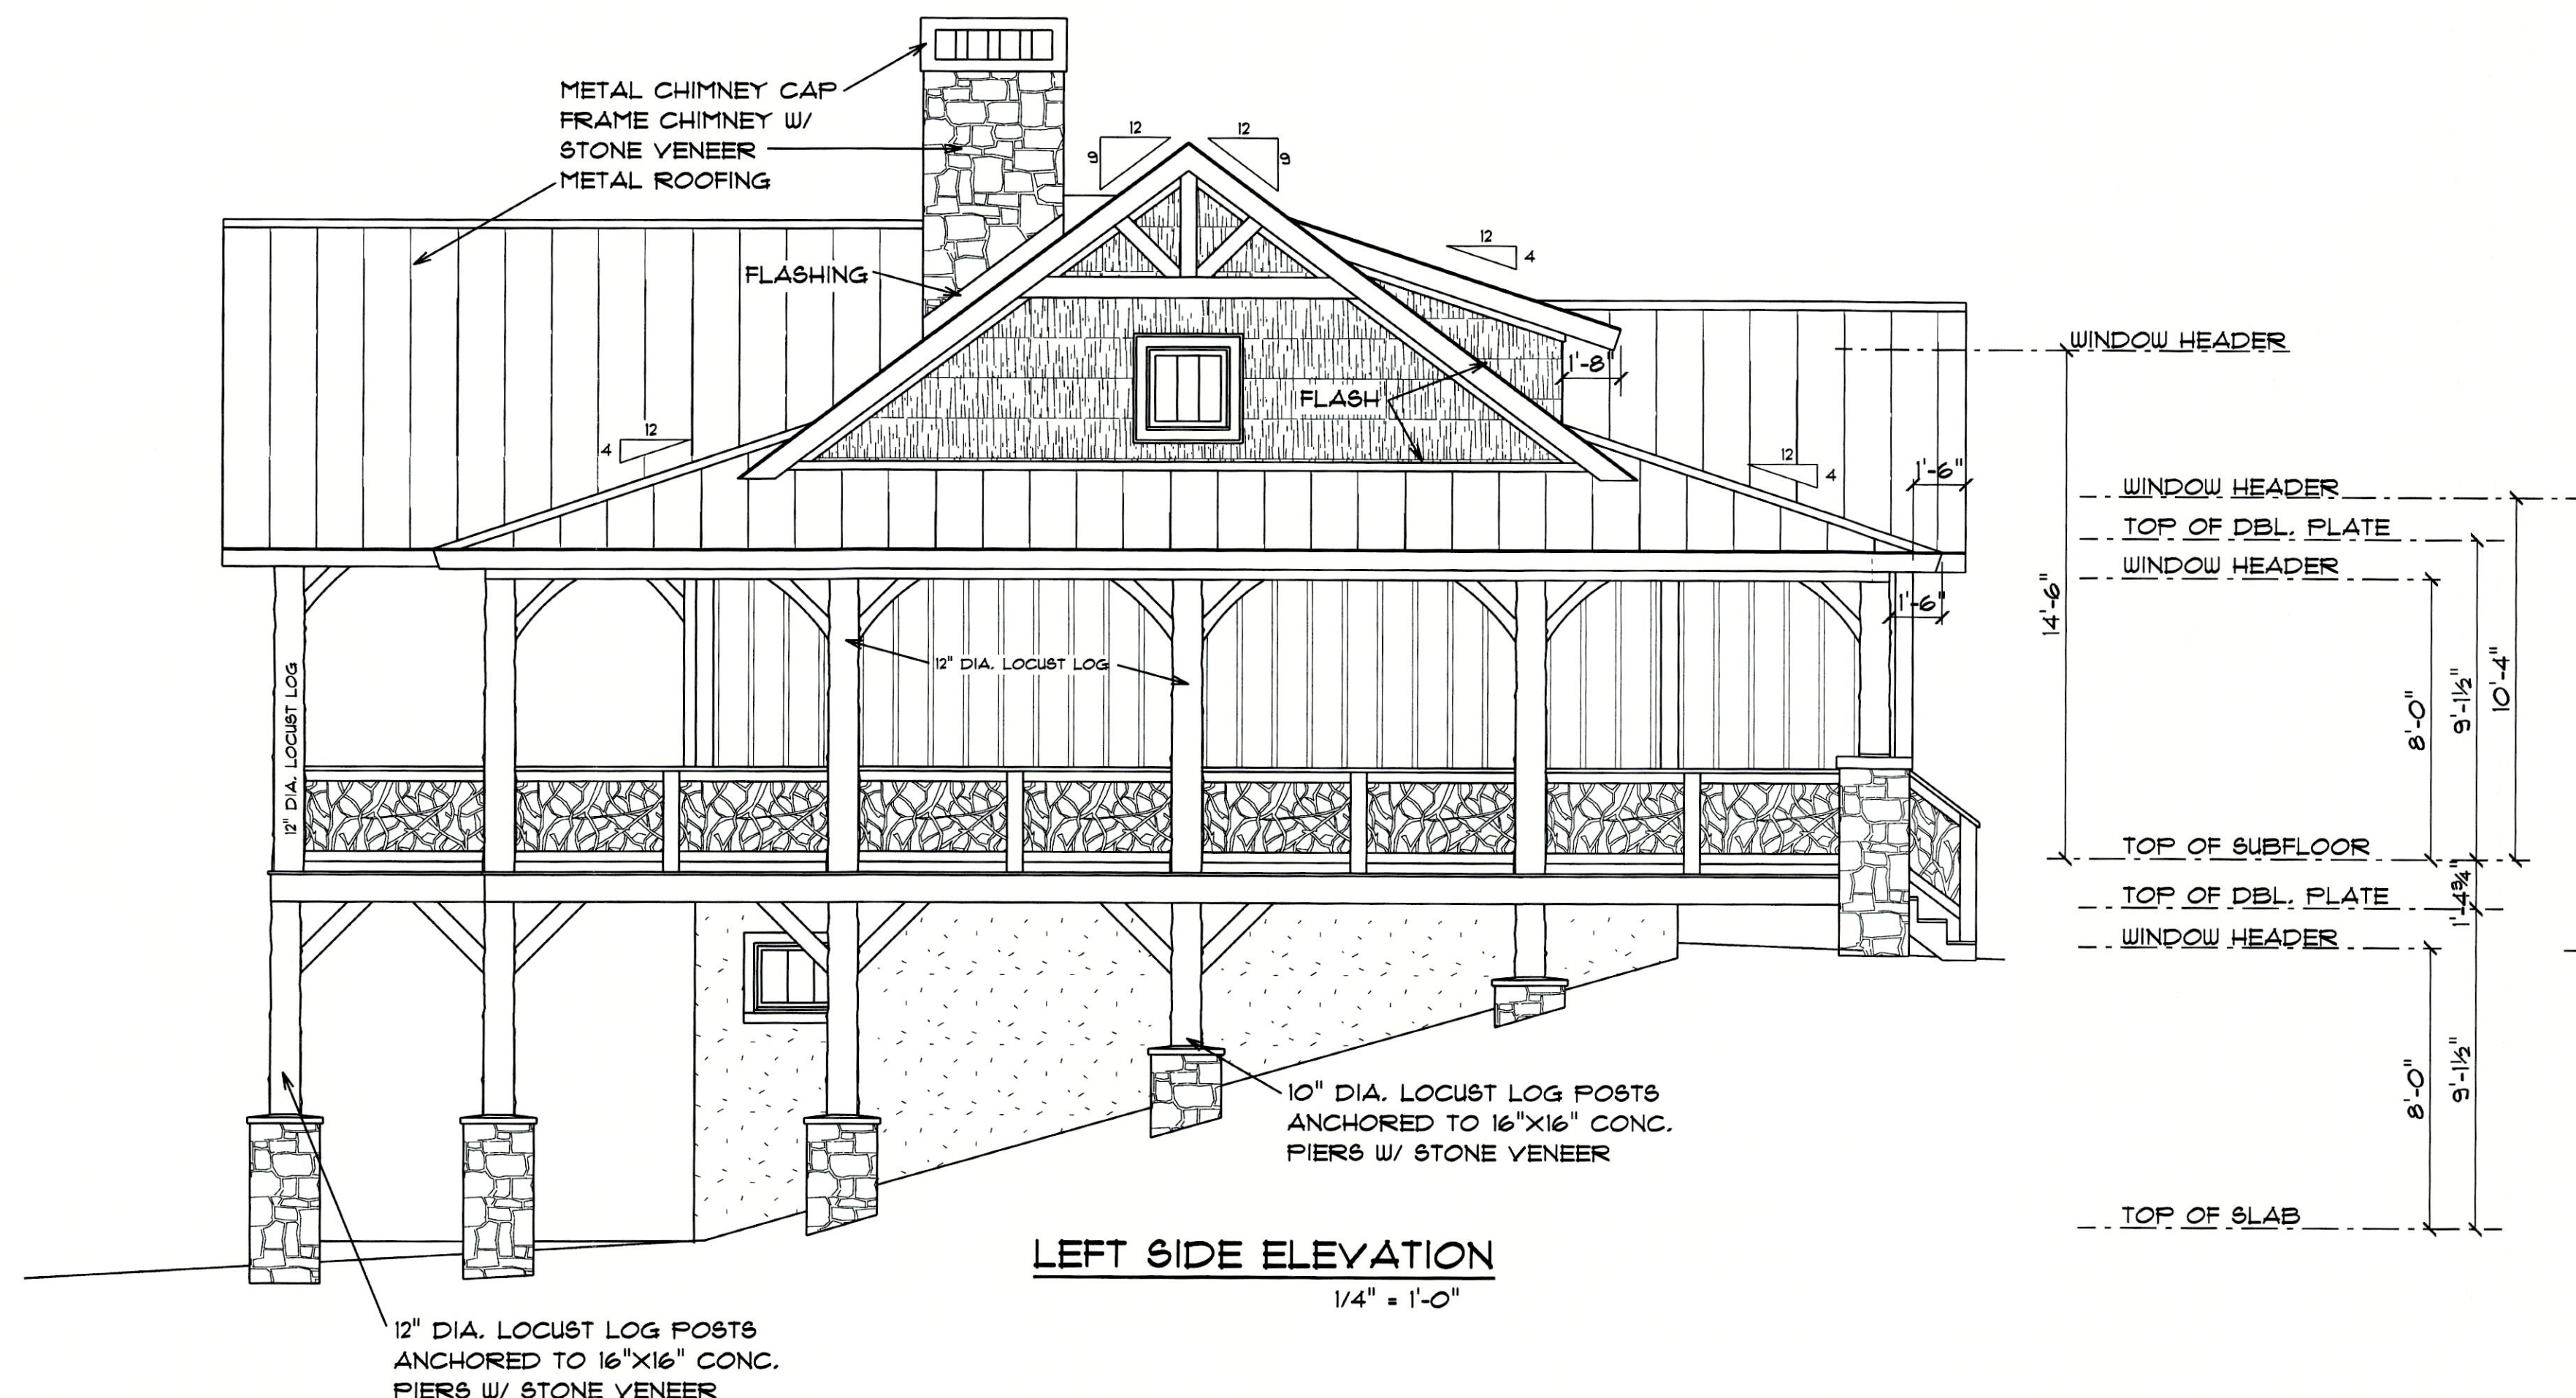 METAL CHIMNEY CAP
FRAME CHIMNEY W/
STONE VENEER
METAL ROOFING
12
9
12
9
FLASHING
12
4
WINDOW HEADER
1'-8"
FLASH
12
4
12
4
1'-6"
WINDOW HEADER
TOP OF DBL. PLATE
WINDOW HEADER
1'-6"
14'-6"
12" DIA. LOCUST LOG
12" DIA. LOCUST LOG
8'-0"
9'-1½"
10'-4"
TOP OF SUBFLOOR
TOP OF DBL. PLATE
1'-4¾"
WINDOW HEADER
8'-0"
9'-1½"
10" DIA. LOCUST LOG POSTS
ANCHORED TO 16"X16" CONC.
PIERS W/ STONE VENEER
TOP OF SLAB
LEFT SIDE ELEVATION
1/4" = 1'-0"
12" DIA. LOCUST LOG POSTS
ANCHORED TO 16"X16" CONC.
PIERS W/ STONE VENEER